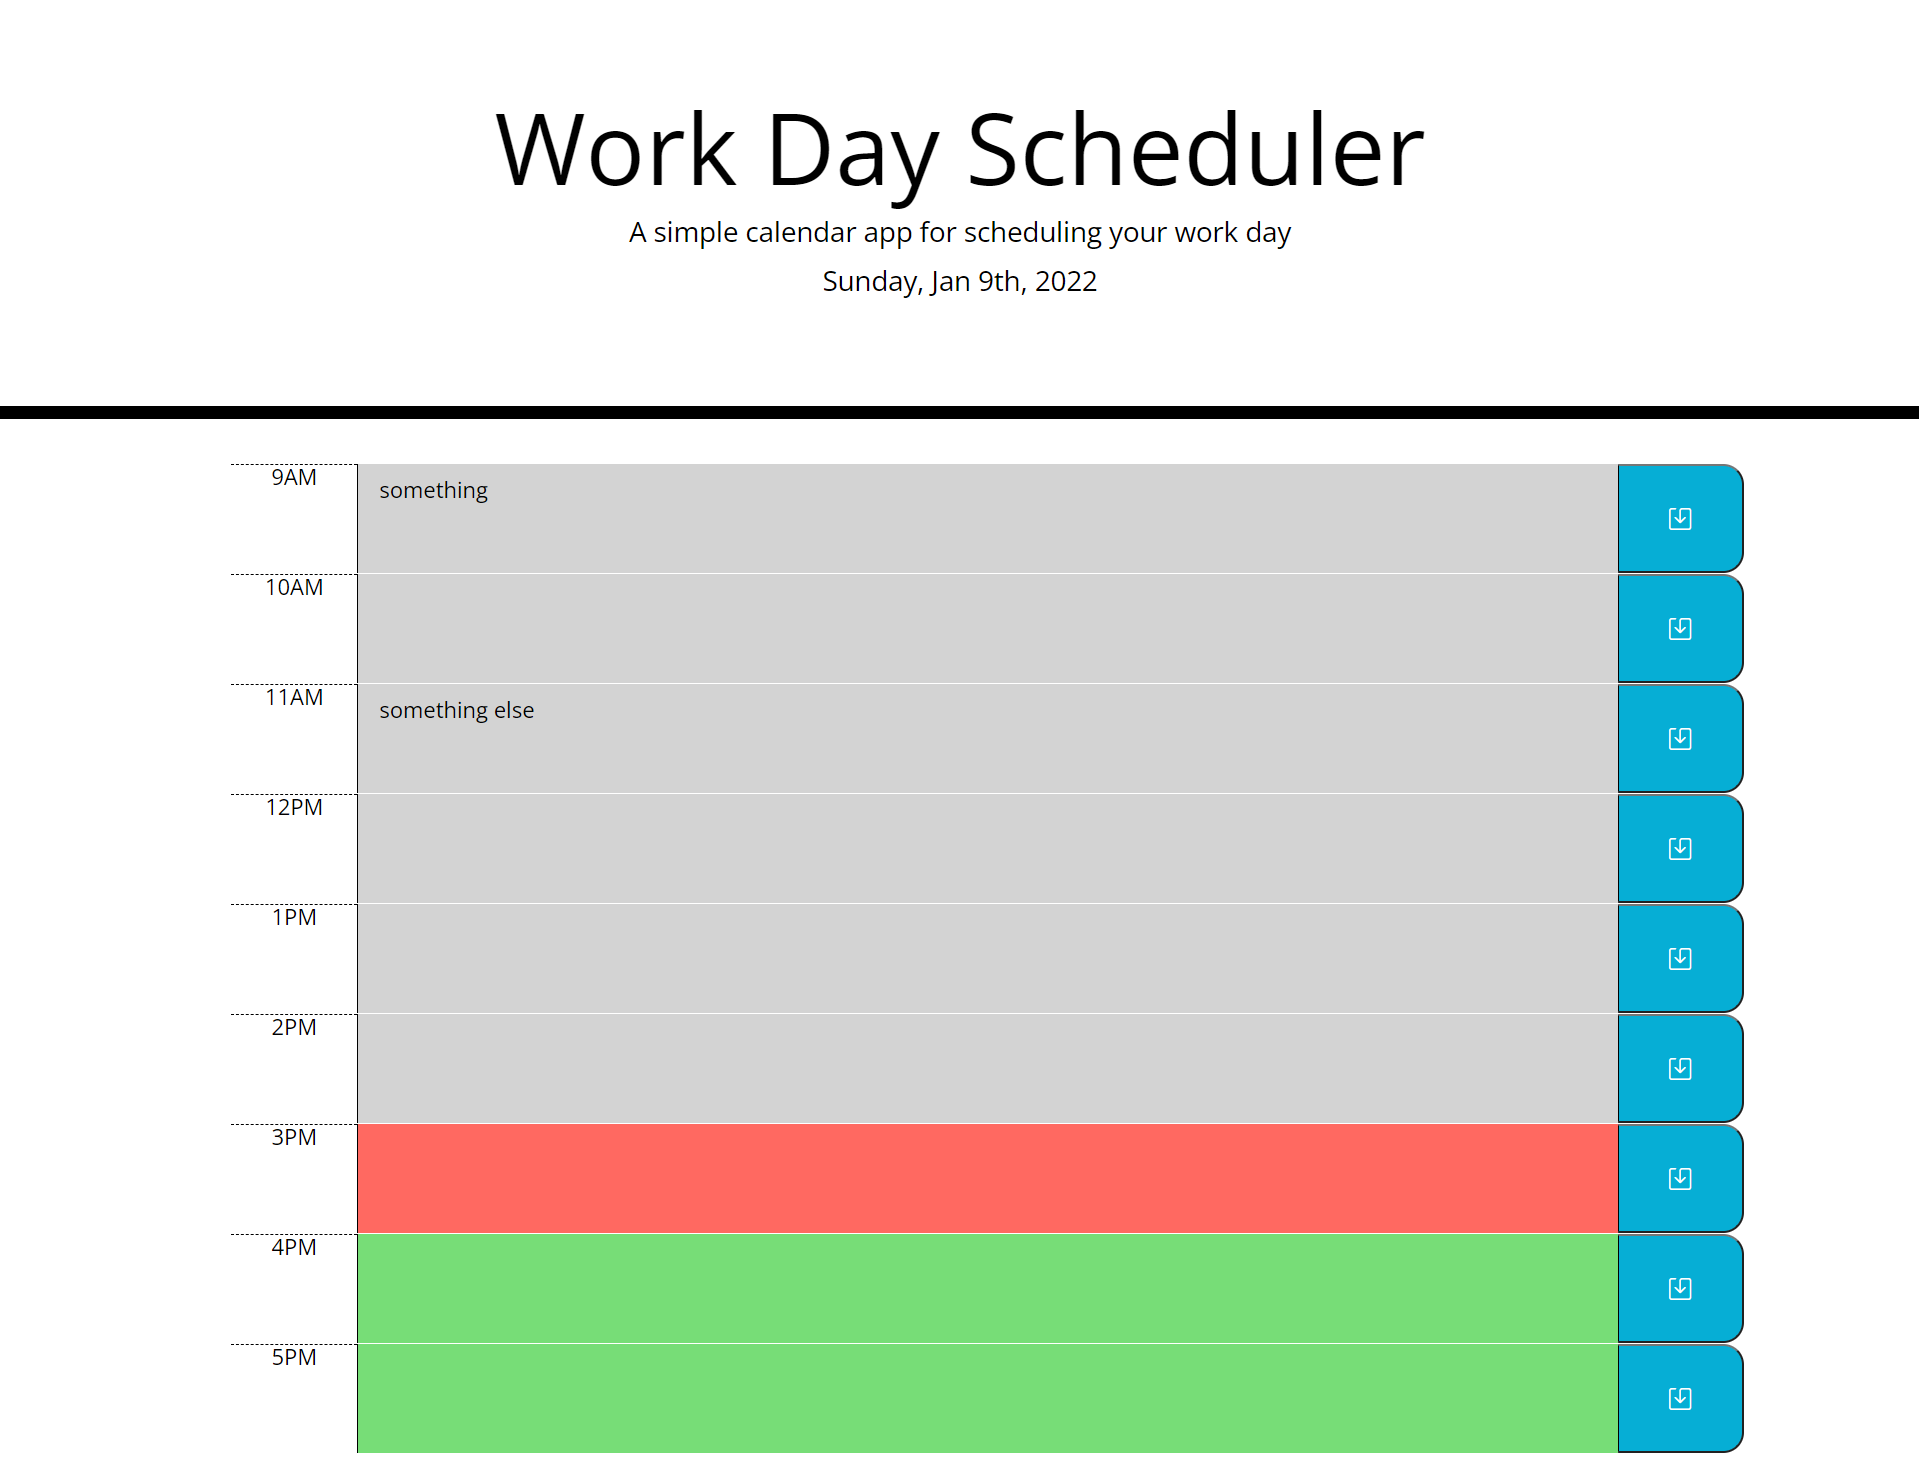 Work Day Scheduler
A simple calendar app for scheduling your work day
Sunday, Jan 9th, 2022
9AM
something
10AM
11AM
something else
12PM
1PM
2PM
3PM
4PM
5PM